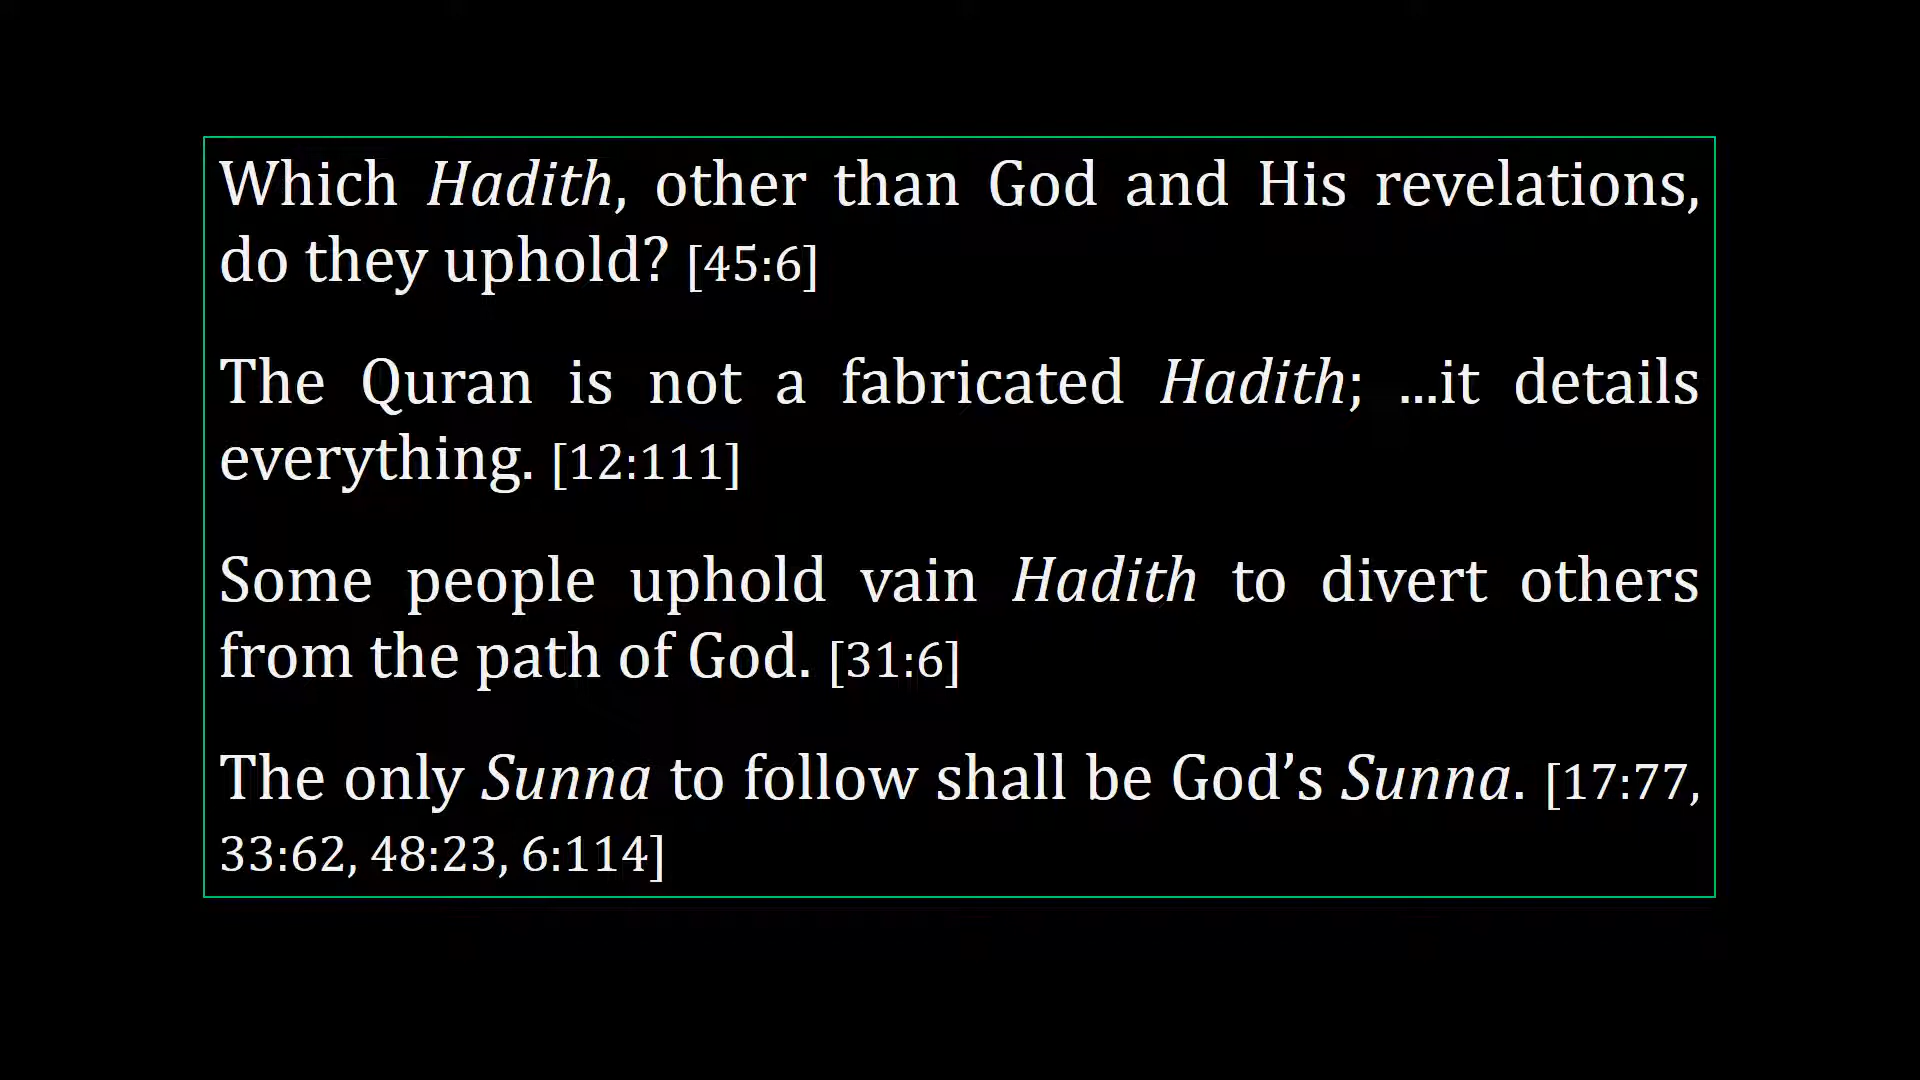 Which Hadith, other than God and His revelations,
do they uphold? [45:6]
The Quran is not a fabricated Hadith; ...it details
everything. [12:111]
Some people uphold vain Hadith to divert others
from the path of God. [31:6]
The only Sunna to follow shall be God’s Sunna. [17:77,
33:62, 48:23, 6:114]